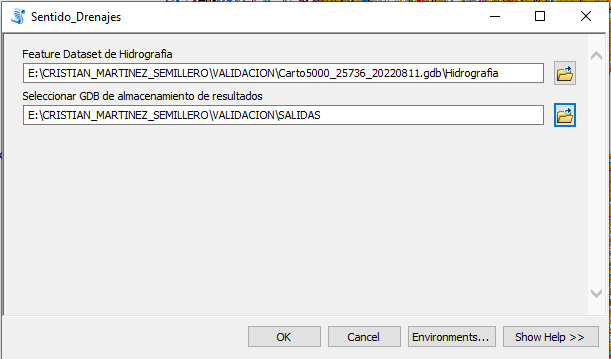 Sentido_Drenajes
Feature Dataset de Hidrografia
E:\CRISTIAN_MARTINEZ_SEMILLERO\VALIDACION\Carto5000_25736_20220811.gdb\Hidrografia
Seleccionar GDB de almacenamiento de resultados
E:\CRISTIAN_MARTINEZ_SEMILLERO\VALIDACION\SALIDAS
OK
Cancel
Environments...
Show Help >>